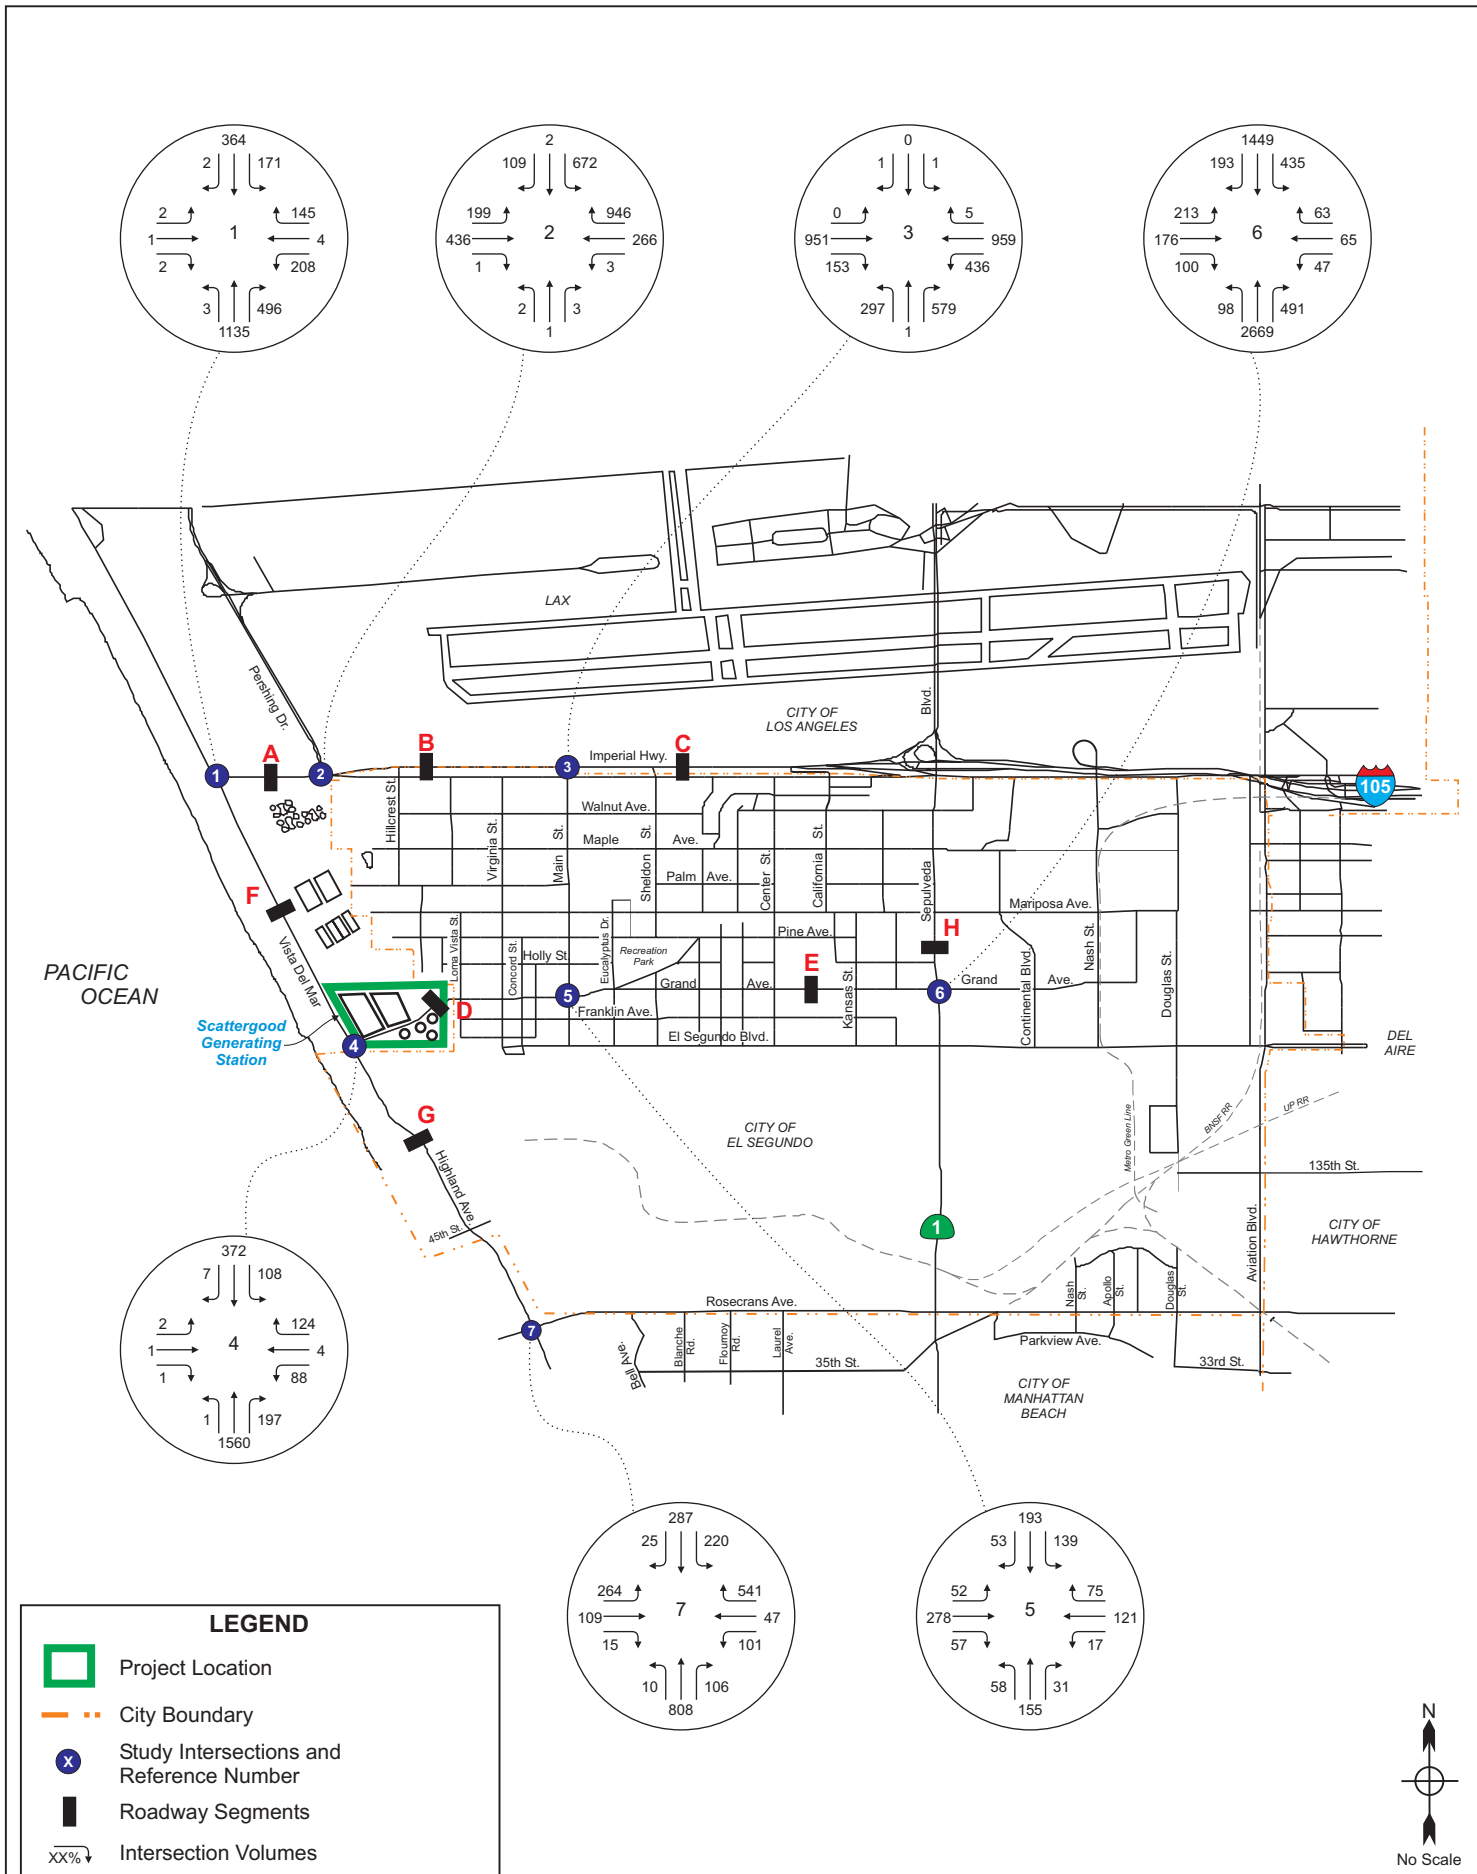 364
2
171
2
145
1
1
4
2
208
3
496
1135
2
109
672
199
946
436
2
266
1
3
2
3
1
0
1
1
0
5
951
3
959
153
436
297
579
1
1449
193
435
213
63
176
6
65
100
47
98
491
2669
LAX
Pershing Dr.
CITY OF
LOS ANGELES
Blvd.
A
B
C
Imperial Hwy.
1
2
3
105
Hillcrest St.
Walnut Ave.
Virginia St.
Main St.
Maple Ave.
Sheldon St.
Palm Ave.
Center St.
California St.
Sepulveda
Mariposa Ave.
F
H
Loma Vista St.
Concord St.
Holly St.
Eucalyptus Dr.
Recreation
Park
Pine Ave.
E
Nash St.
Douglas St.
Continental Blvd.
Vista Del Mar
PACIFIC
OCEAN
D
5
Grand Ave.
6
Grand Ave.
Franklin Ave.
Kansas St.
El Segundo Blvd.
Scattergood
Generating
Station
4
DEL
AIRE
G
Highland Ave.
45th St.
CITY OF
EL SEGUNDO
Metro Green Line
BNSF RR
UP RR
135th St.
1
Aviation Blvd.
CITY OF
HAWTHORNE
Rosecrans Ave.
7
Nash
St.
Apollo
St.
Douglas
St.
Bell Ave.
Blanche
Rd.
Flournoy
Rd.
Laurel
Ave.
35th St.
Parkview Ave.
33rd St.
CITY OF
MANHATTAN
BEACH
372
7
108
2
124
1
4
4
1
88
1
197
1560
287
25
220
264
541
109
7
47
15
101
10
106
808
193
53
139
52
75
278
5
121
57
17
58
31
155
LEGEND
Project Location
City Boundary
X
Study Intersections and
Reference Number
Roadway Segments
XX%
Intersection Volumes
N
No Scale